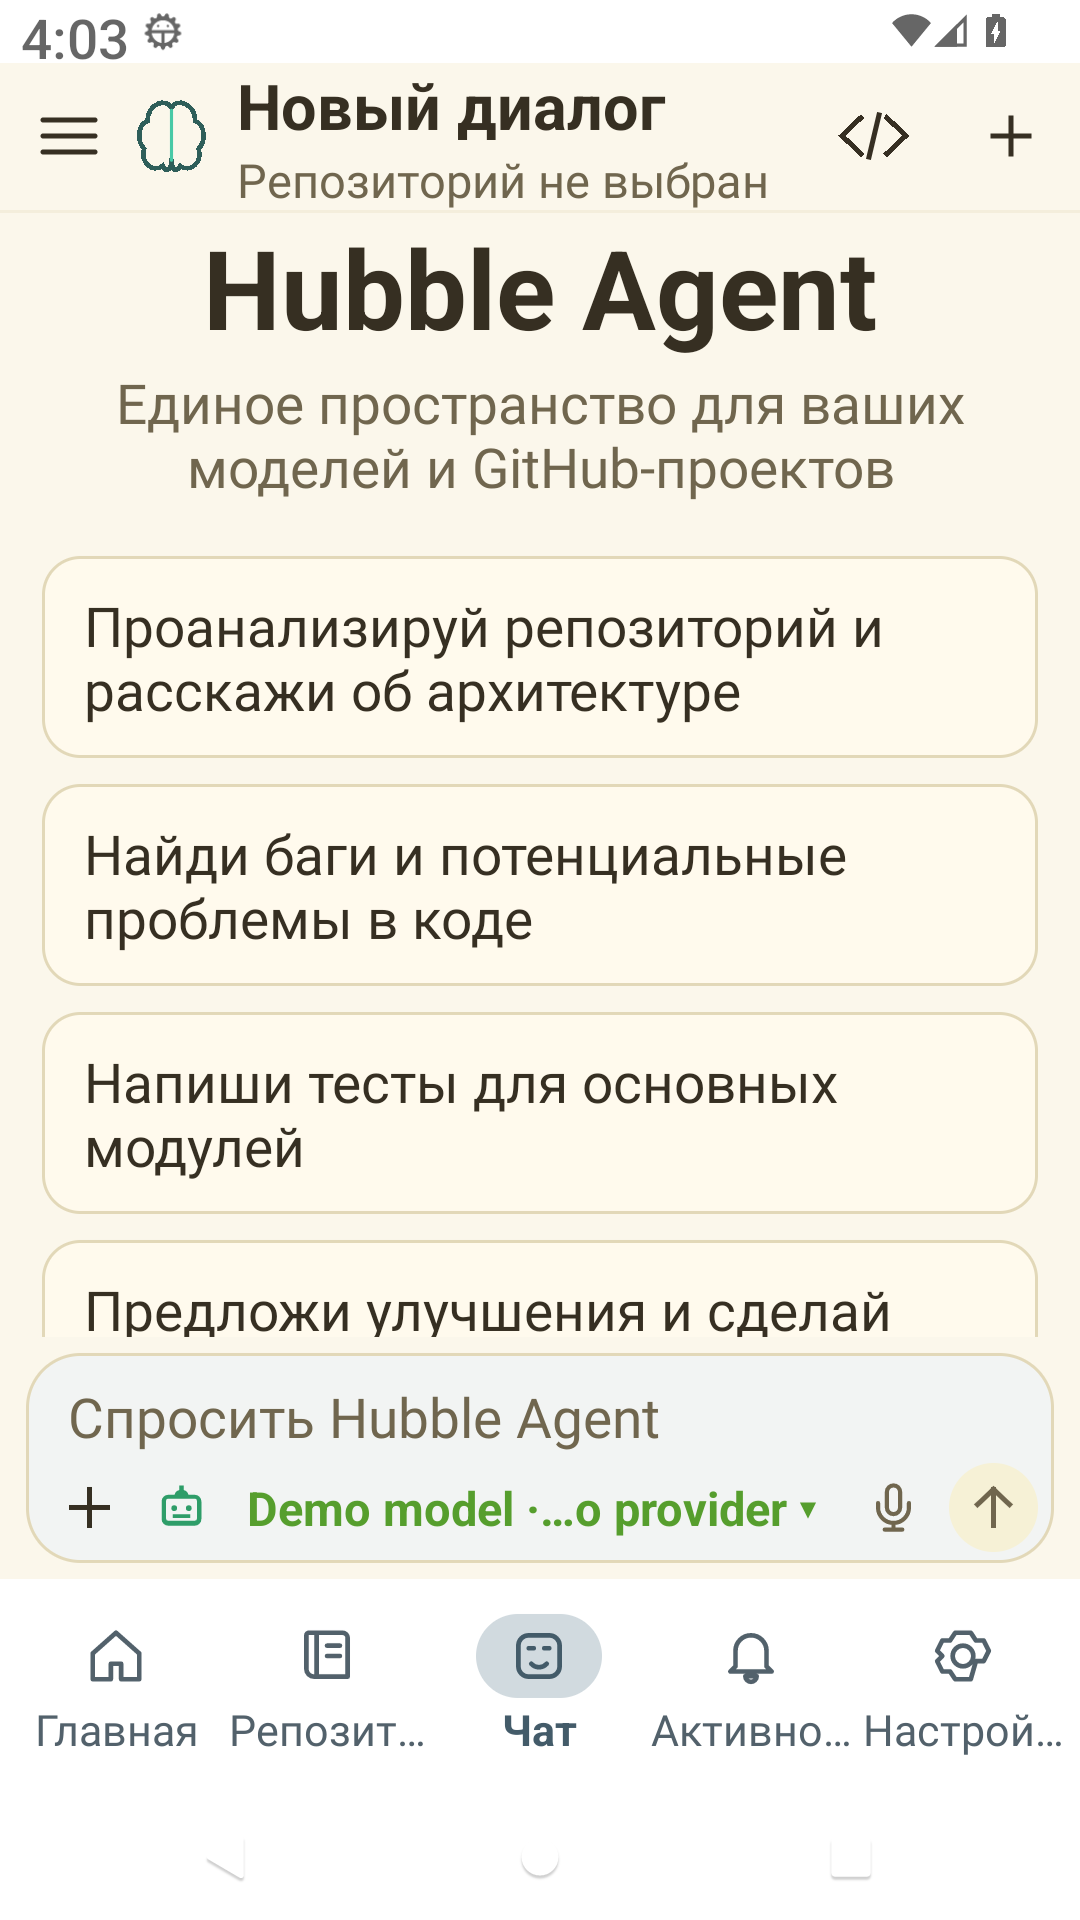 4:03
Новый диалог
Репозиторий не выбран
Hubble Agent
Единое пространство для ваших
моделей и GitHub-проектов
Проанализируй репозиторий и
расскажи об архитектуре
Найди баги и потенциальные
проблемы в коде
Напиши тесты для основных
модулей
Предложи улучшения и сделай
Спросить Hubble Agent
Demo model ·…o provider ▾
Главная
Репозит…
Чат
Активно…
Настрой…